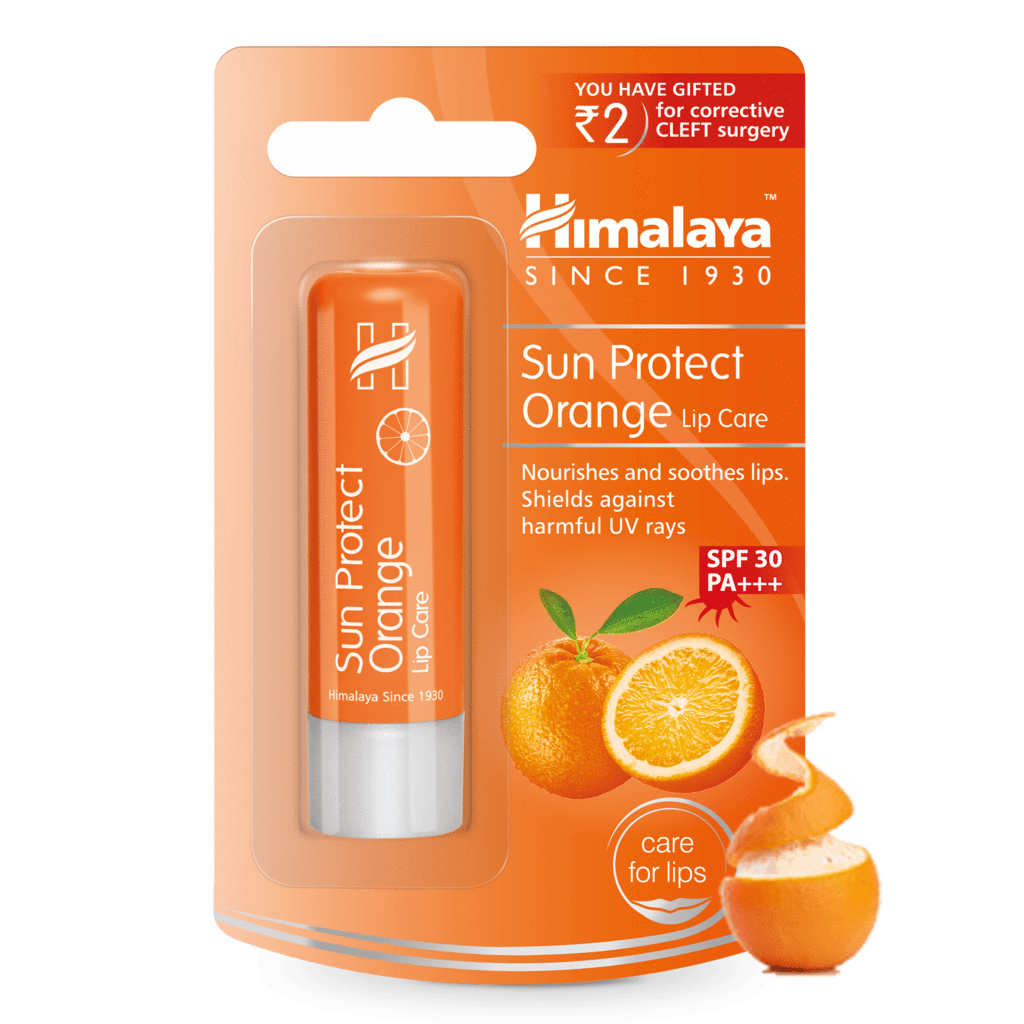 YOU HAVE GIFTED
₹2 for corrective
CLEFT surgery
Himalaya™
SINCE 1930
Sun Protect
Orange Lip Care
Nourishes and soothes lips.
Shields against
harmful UV rays
SPF 30
PA+++
care
for lips
H
Sun Protect
Orange
Lip Care
Himalaya Since 1930